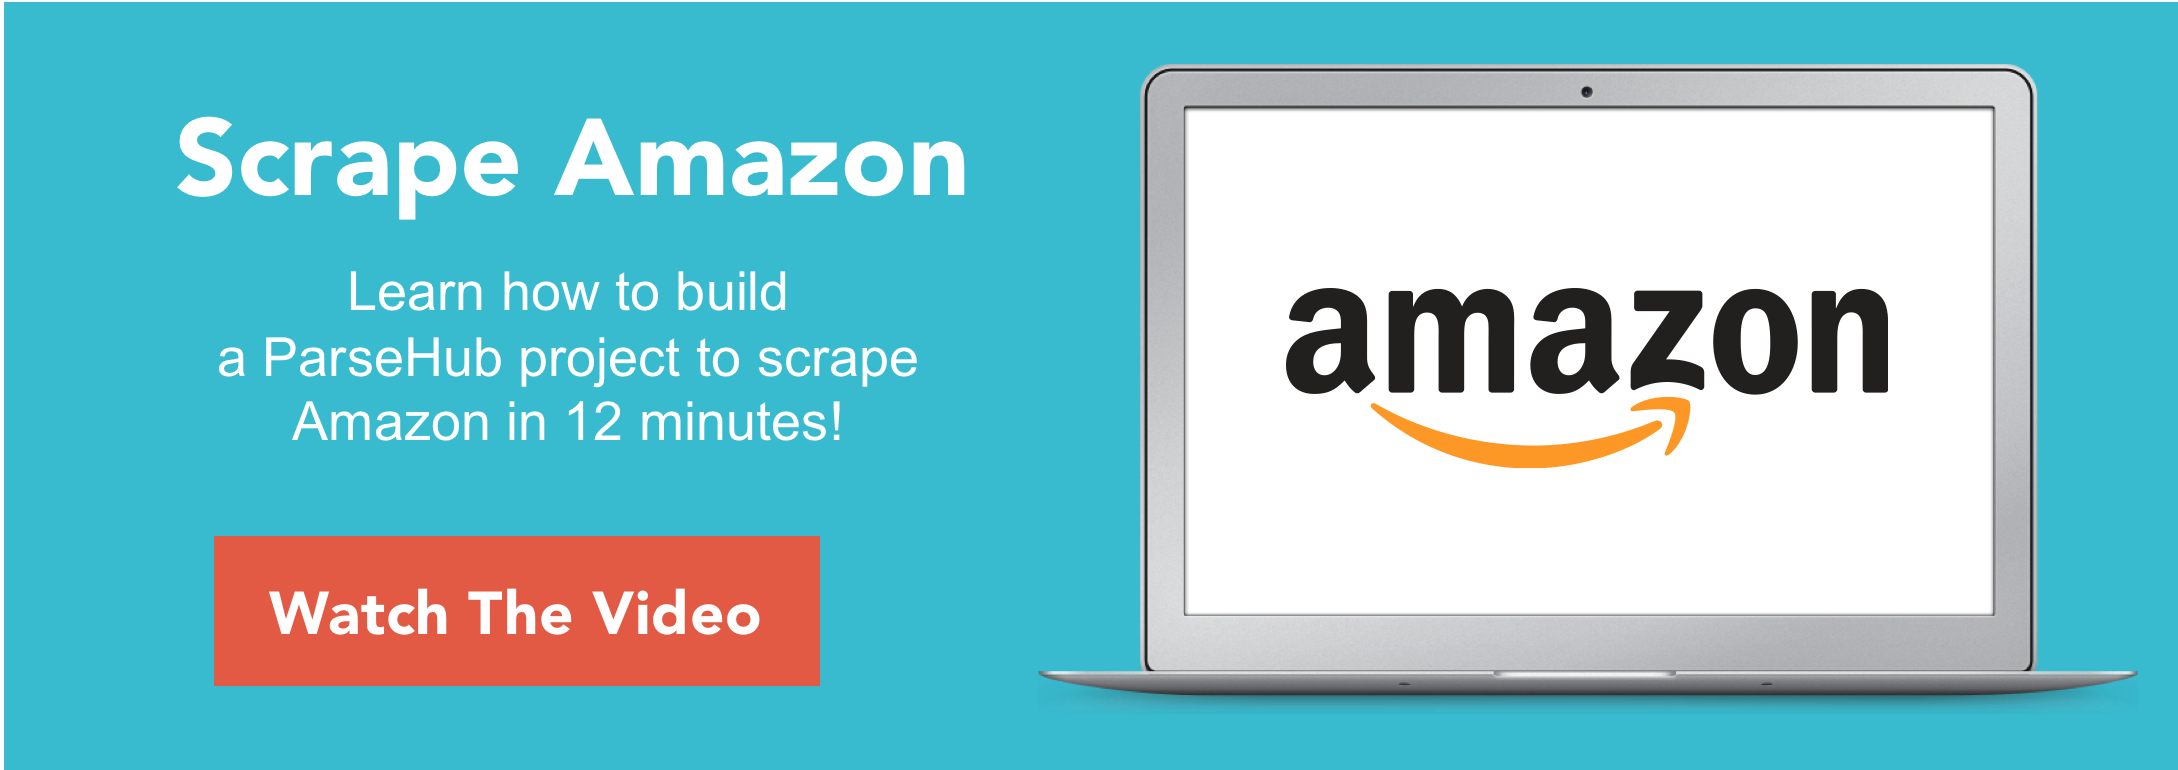 Scrape Amazon
Learn how to build
a ParseHub project to scrape
Amazon in 12 minutes!
Watch The Video
amazon